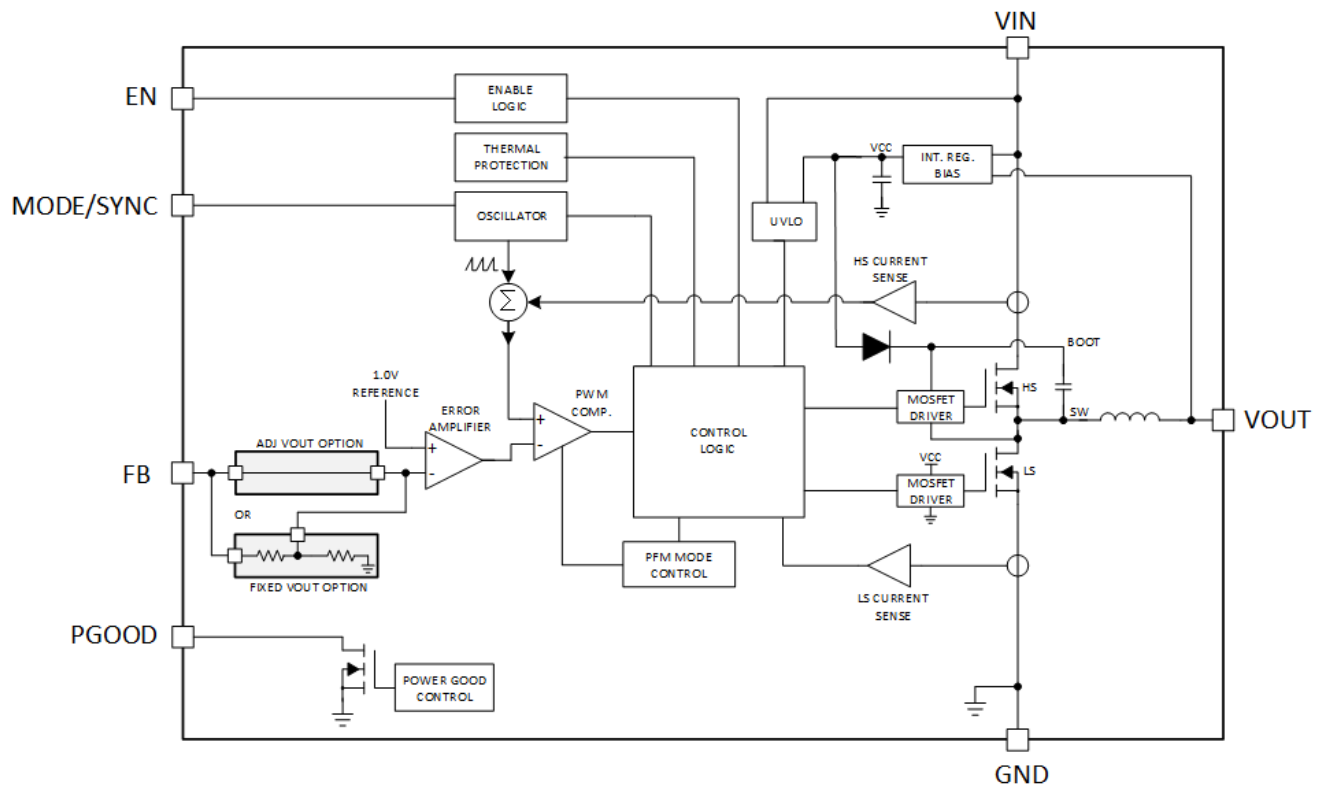 VIN
EN
ENABLE
LOGIC
THERMAL
PROTECTION
VCC
INT. REG.
BIAS
MODE/SYNC
OSCILLATOR
UVLO
HS CURRENT
SENSE
Σ
BOOT
1.0V
REFERENCE
ERROR
AMPLIFIER
PWM
COMP.
+
-
+
-
CONTROL
LOGIC
MOSFET
DRIVER
HS
SW
VOUT
ADJ VOUT OPTION
FB
OR
VCC
MOSFET
DRIVER
LS
FIXED VOUT OPTION
PFM MODE
CONTROL
LS CURRENT
SENSE
PGOOD
POWER GOOD
CONTROL
GND